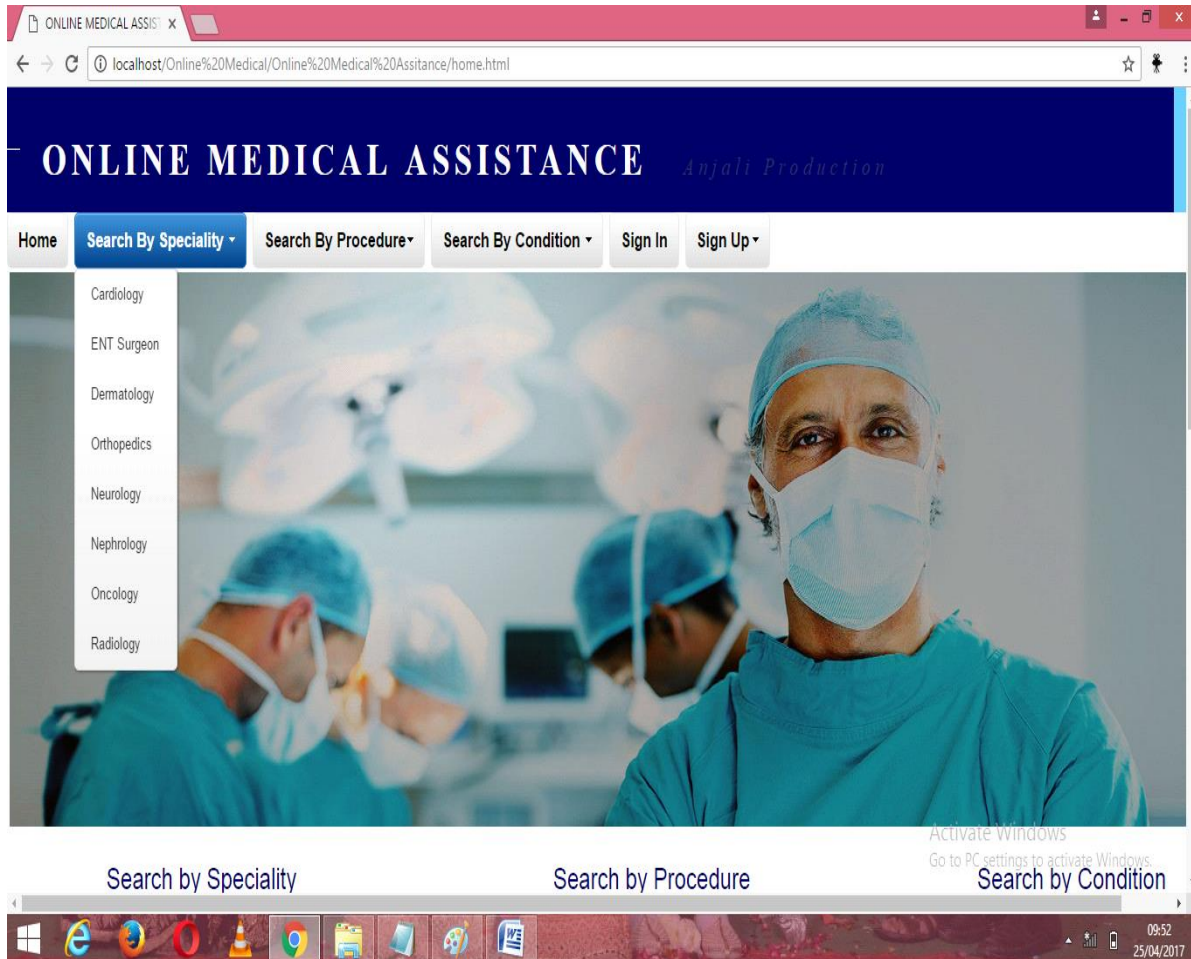 ONLINE MEDICAL ASSIST
localhost/Online%20Medical/Online%20Medical%20Assitance/home.html
ONLINE MEDICAL ASSISTANCE Anjali Production
Home Search By Speciality Search By Procedure Search By Condition Sign In Sign Up
Cardiology
ENT Surgeon
Dermatology
Orthopedics
Neurology
Nephrology
Oncology
Radiology
Activate Windows
Go to PC settings to activate Windows.
Search by Speciality Search by Procedure Search by Condition
09:52
25/04/2017